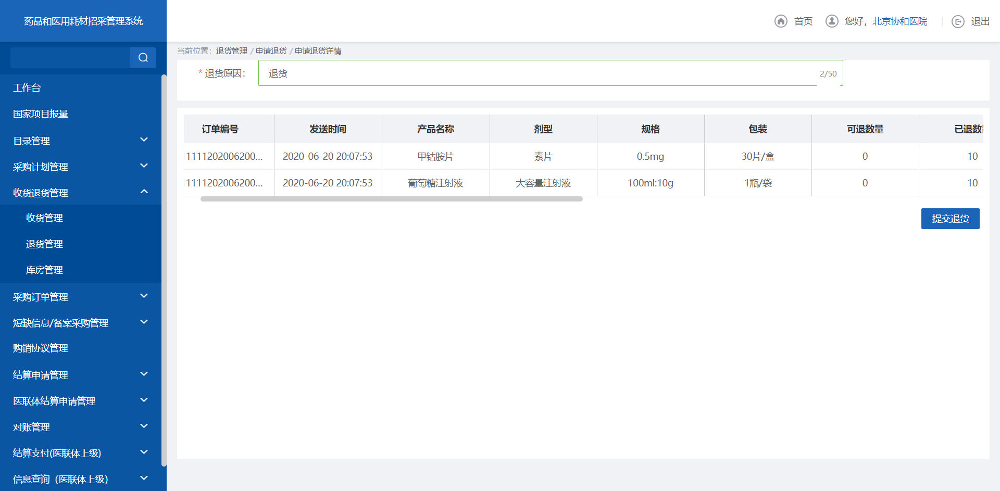 药品和医用耗材招采管理系统
首页
您好，北京协和医院
退出
当前位置：退货管理 / 申请退货 / 申请退货详情
* 退货原因：
退货
2/50
工作台
国家项目报量
目录管理
采购计划管理
收货退货管理
收货管理
退货管理
库房管理
采购订单管理
短缺信息/备案采购管理
购销协议管理
结算申请管理
医联体结算申请管理
对账管理
结算支付(医联体上级)
信息查询（医联体上级）
订单编号 发送时间 产品名称 剂型 规格 包装 可退数量 已退数
1111202006200... 2020-06-20 20:07:53 甲钴胺片 素片 0.5mg 30片/盒 0 10
1111202006200... 2020-06-20 20:07:53 葡萄糖注射液 大容量注射液 100ml:10g 1瓶/袋 0 10
提交退货